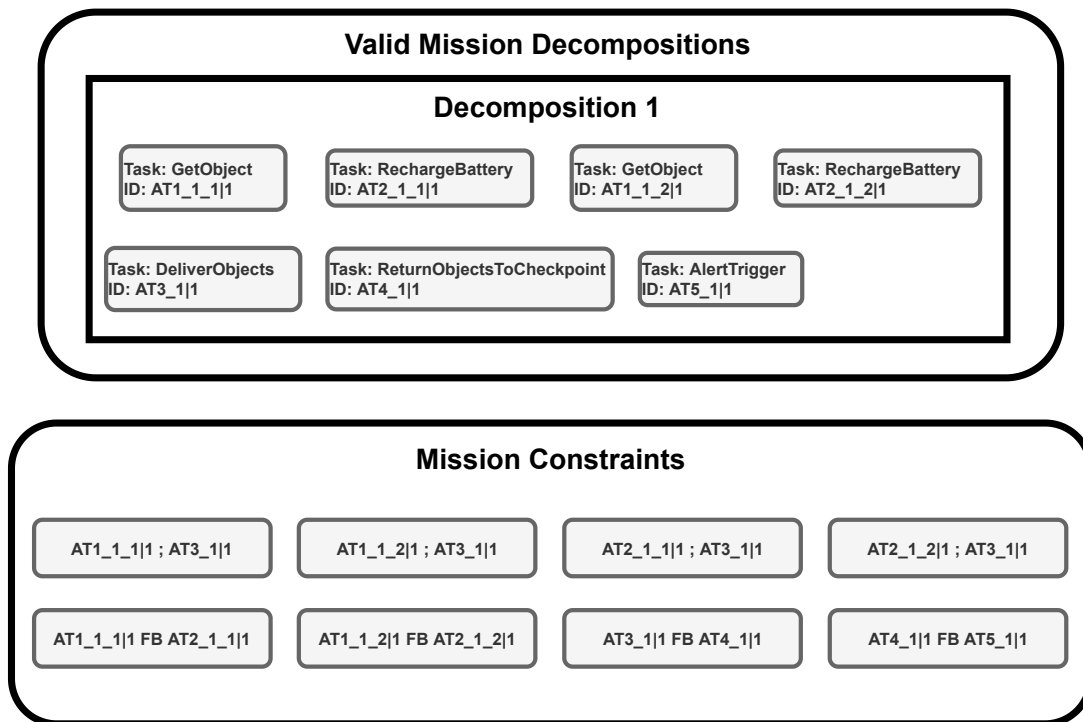 Valid Mission Decompositions
Decomposition 1
Task: GetObject
ID: AT1_1_1|1
Task: RechargeBattery
ID: AT2_1_1|1
Task: GetObject
ID: AT1_1_2|1
Task: RechargeBattery
ID: AT2_1_2|1
Task: DeliverObjects
ID: AT3_1|1
Task: ReturnObjectsToCheckpoint
ID: AT4_1|1
Task: AlertTrigger
ID: AT5_1|1
Mission Constraints
AT1_1_1|1 ; AT3_1|1
AT1_1_2|1 ; AT3_1|1
AT2_1_1|1 ; AT3_1|1
AT2_1_2|1 ; AT3_1|1
AT1_1_1|1 FB AT2_1_1|1
AT1_1_2|1 FB AT2_1_2|1
AT3_1|1 FB AT4_1|1
AT4_1|1 FB AT5_1|1